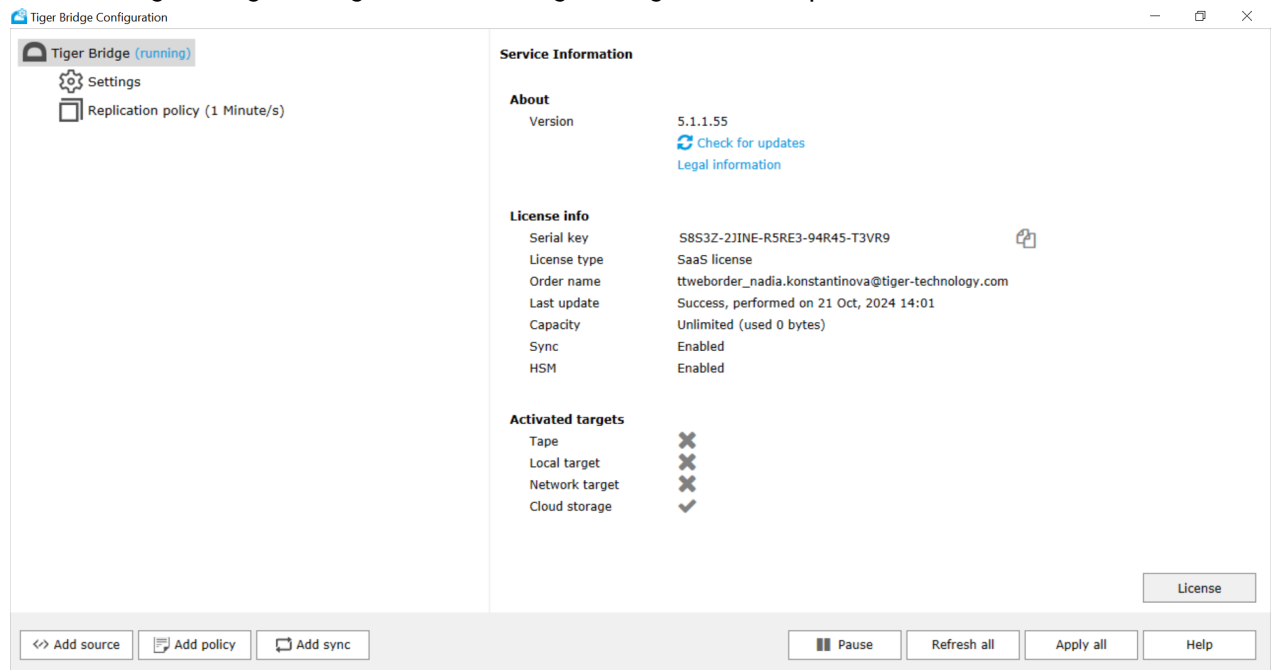 Tiger Bridge Configuration
Tiger Bridge (running)
Settings
Replication policy (1 Minute/s)
Service Information
About
Version 5.1.1.55
Check for updates
Legal information
License info
Serial key S8S3Z-2JINE-R5RE3-94R45-T3VR9
License type SaaS license
Order name ttweborder_nadia.konstantinova@tiger-technology.com
Last update Success, performed on 21 Oct, 2024 14:01
Capacity Unlimited (used 0 bytes)
Sync Enabled
HSM Enabled
Activated targets
Tape
Local target
Network target
Cloud storage
License
Add source Add policy Add sync Pause Refresh all Apply all Help